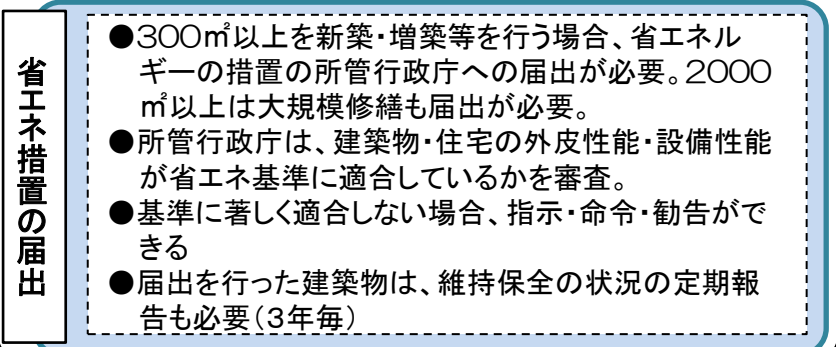 省エネ措置の届出
●300㎡以上を新築・増築等を行う場合、省エネル
ギーの措置の所管行政庁への届出が必要。2000
㎡以上は大規模修繕も届出が必要。
●所管行政庁は、建築物・住宅の外皮性能・設備性能
が省エネ基準に適合しているかを審査。
●基準に著しく適合しない場合、指示・命令・勧告がで
きる
●届出を行った建築物は、維持保全の状況の定期報
告も必要(3年毎)